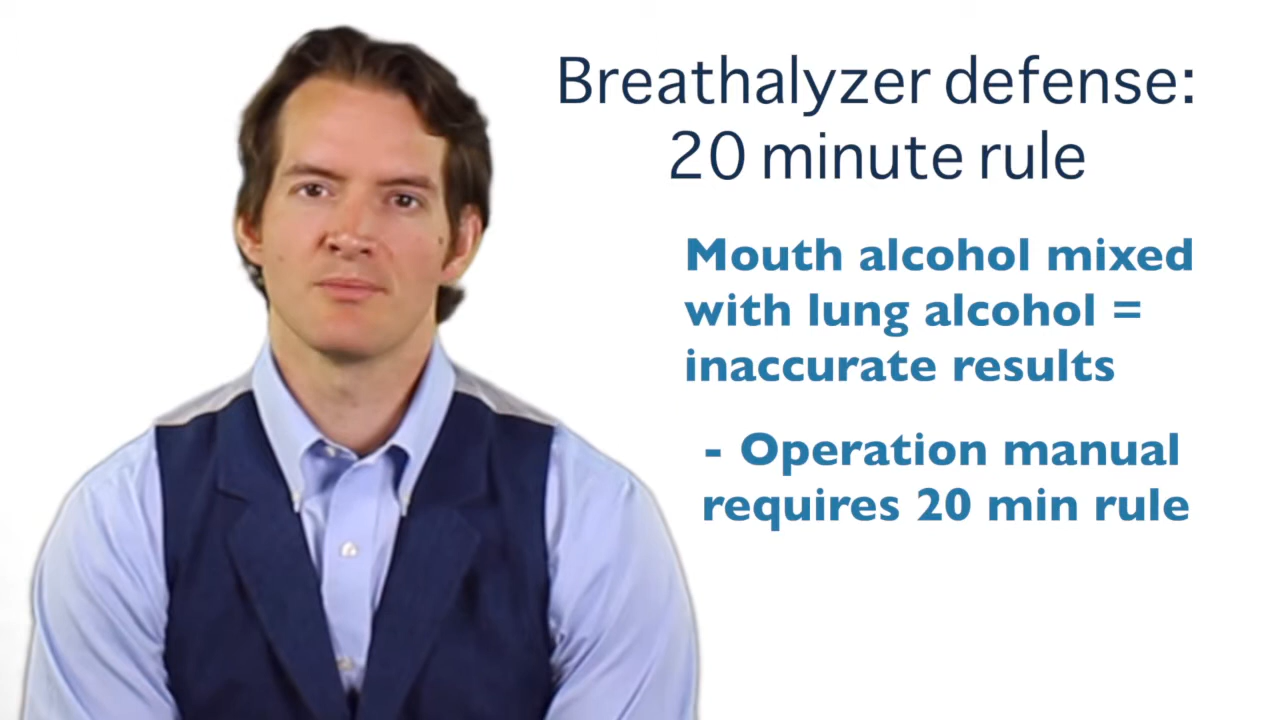 Breathalyzer defense:
20 minute rule
Mouth alcohol mixed
with lung alcohol =
inaccurate results
- Operation manual
requires 20 min rule